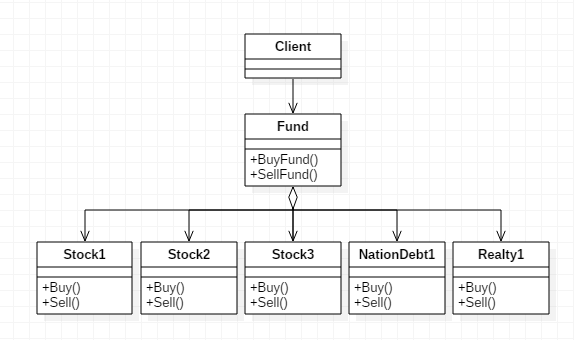 Client
Fund
+BuyFund()
+SellFund()
Stock1
+Buy()
+Sell()
Stock2
+Buy()
+Sell()
Stock3
+Buy()
+Sell()
NationDebt1
+Buy()
+Sell()
Realty1
+Buy()
+Sell()